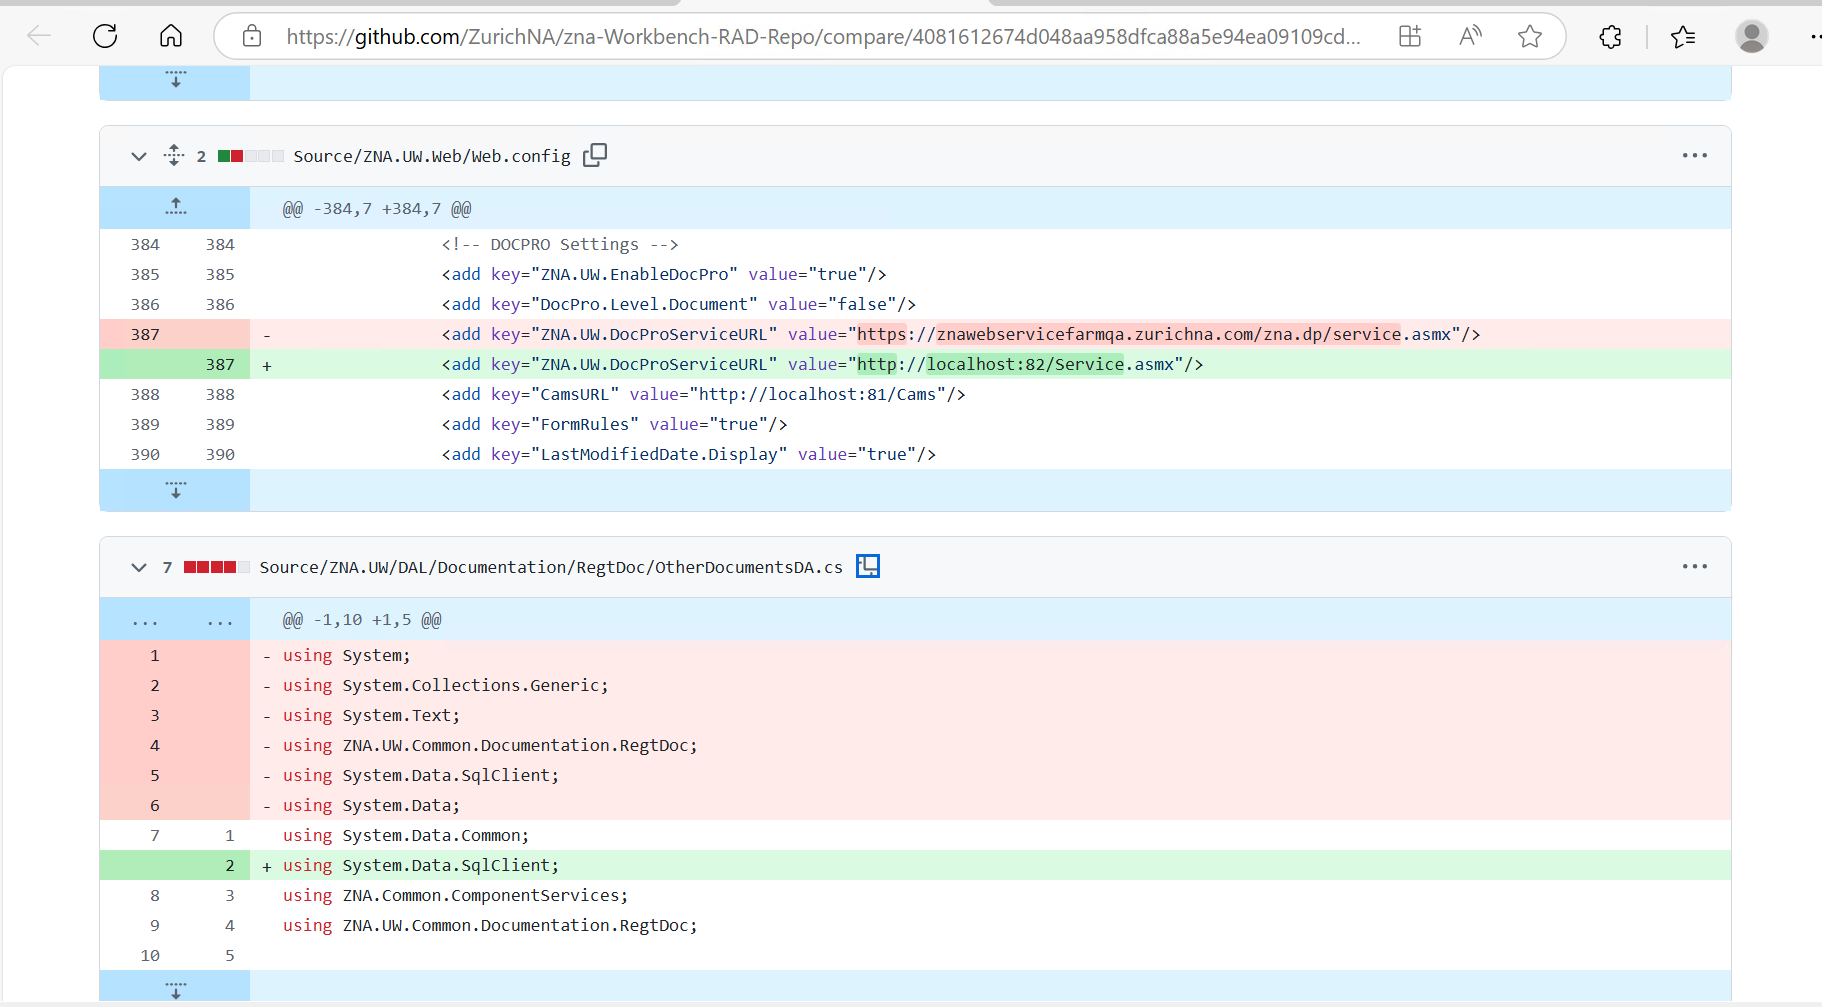 https://github.com/ZurichNA/zna-Workbench-RAD-Repo/compare/4081612674d048aa958dfca88a5e94ea09109cd...
2 Source/ZNA.UW.Web/Web.config
@@ -384,7 +384,7 @@
384 384 <!-- DOCPRO Settings -->
385 385 <add key="ZNA.UW.EnableDocPro" value="true"/>
386 386 <add key="DocPro.Level.Document" value="false"/>
387 - <add key="ZNA.UW.DocProServiceURL" value="https://znawebservicefarmqa.zurichna.com/zna.dp/service.asmx"/>
387 + <add key="ZNA.UW.DocProServiceURL" value="http://localhost:82/Service.asmx"/>
388 388 <add key="CamsURL" value="http://localhost:81/Cams"/>
389 389 <add key="FormRules" value="true"/>
390 390 <add key="LastModifiedDate.Display" value="true"/>
7 Source/ZNA.UW/DAL/Documentation/RegtDoc/OtherDocumentsDA.cs
... ... @@ -1,10 +1,5 @@
1 - using System;
2 - using System.Collections.Generic;
3 - using System.Text;
4 - using ZNA.UW.Common.Documentation.RegtDoc;
5 - using System.Data.SqlClient;
6 - using System.Data;
7 1 using System.Data.Common;
2 + using System.Data.SqlClient;
8 3 using ZNA.Common.ComponentServices;
9 4 using ZNA.UW.Common.Documentation.RegtDoc;
10 5